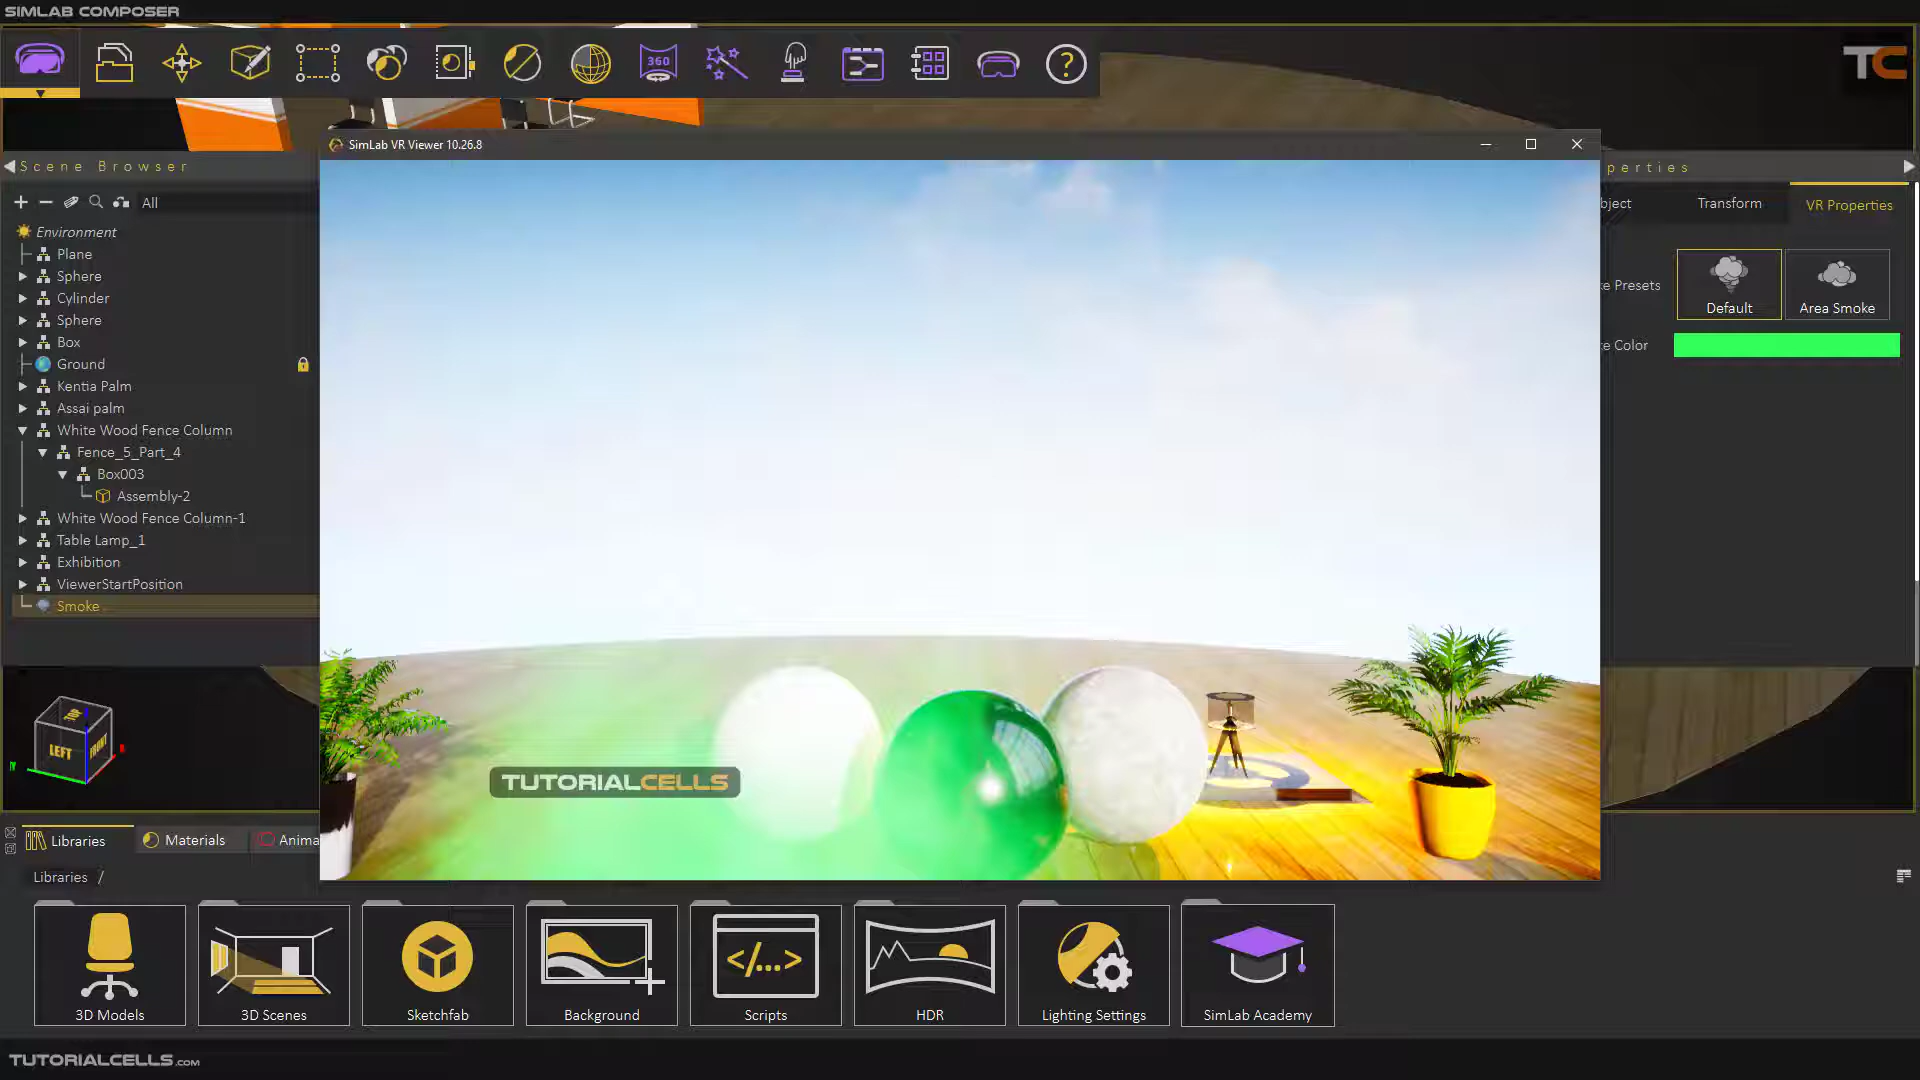 SIMLAB COMPOSER
360
?
TC
SimLab VR Viewer 10.26.8
Scene Browser
perties
All
bject
Transform
VR Properties
Environment
Plane
Sphere
Cylinder
Sphere
Box
Ground
Kentia Palm
Assai palm
White Wood Fence Column
Fence_5_Part_4
Box003
Assembly-2
White Wood Fence Column-1
Table Lamp_1
Exhibition
ViewerStartPosition
Smoke
e Presets
Default
Area Smoke
e Color
TOP
LEFT
FRONT
TUTORIALCELLS
Libraries
Materials
Anima
Libraries /
</...>
3D Models
3D Scenes
Sketchfab
Background
Scripts
HDR
Lighting Settings
SimLab Academy
TUTORIALCELLS.COM